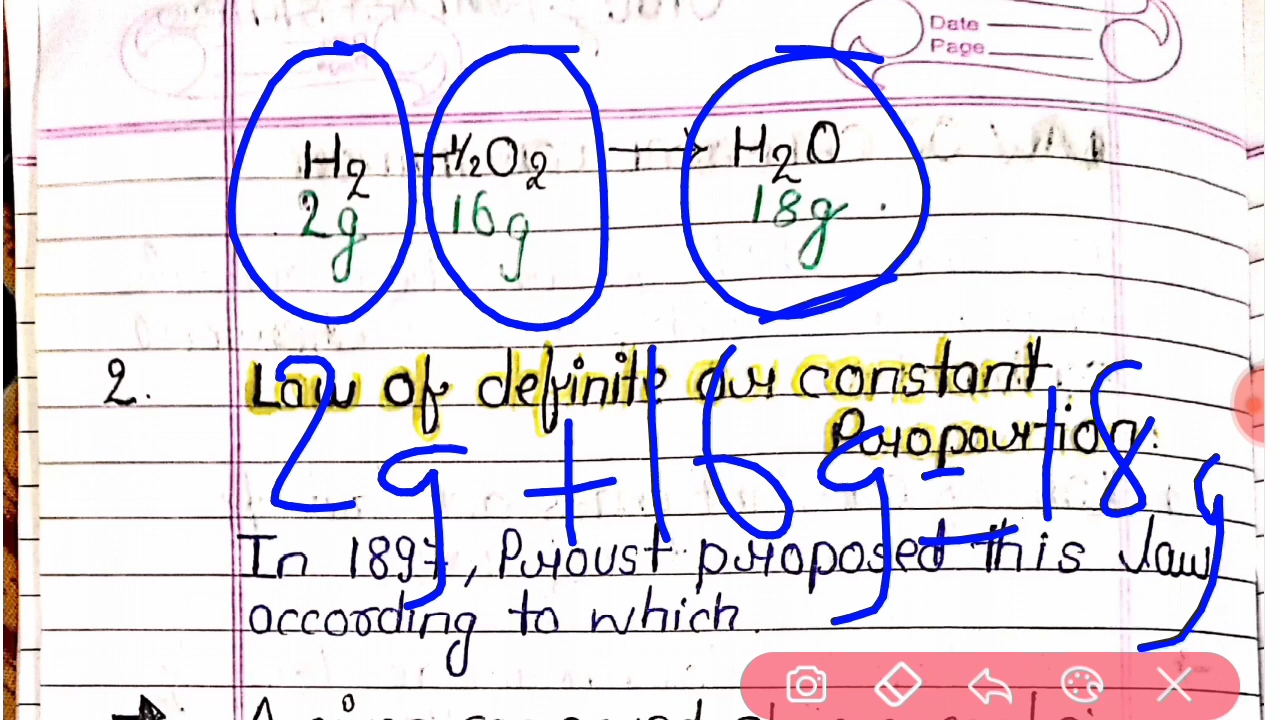 Date
Page
H2 + 1/2O2 → H2O
2g 16g 18g.
2. Law of definite or constant
Proportion:
2g + 16g = 18g
In 1897, Proust proposed this law
according to which